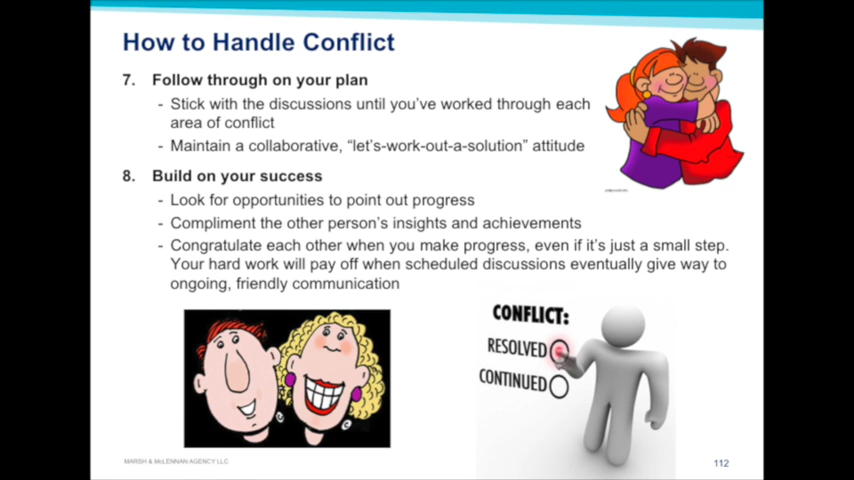 How to Handle Conflict
7. Follow through on your plan
- Stick with the discussions until you've worked through each
area of conflict
- Maintain a collaborative, “let's-work-out-a-solution” attitude
8. Build on your success
- Look for opportunities to point out progress
- Compliment the other person's insights and achievements
- Congratulate each other when you make progress, even if it's just a small step.
Your hard work will pay off when scheduled discussions eventually give way to
ongoing, friendly communication
CONFLICT:
RESOLVED
CONTINUED
MARSH & McLENNAN AGENCY LLC
112